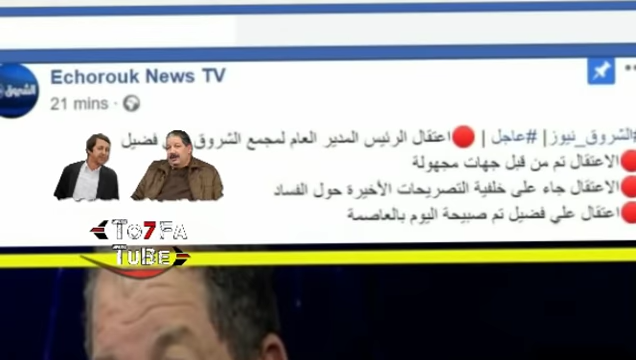 Echorouk News TV
الشروق
21 mins
#الشروق_نيوز| #عاجل | 🔴اعتقال الرئيس المدير العام لمجمع الشروق فضيل
🔴الاعتقال تم من قبل جهات مجهولة
🔴الاعتقال جاء على خلفية التصريحات الأخيرة حول الفساد
🔴اعتقال علي فضيل تم صبيحة اليوم بالعاصمة
To7Fa
TuBe